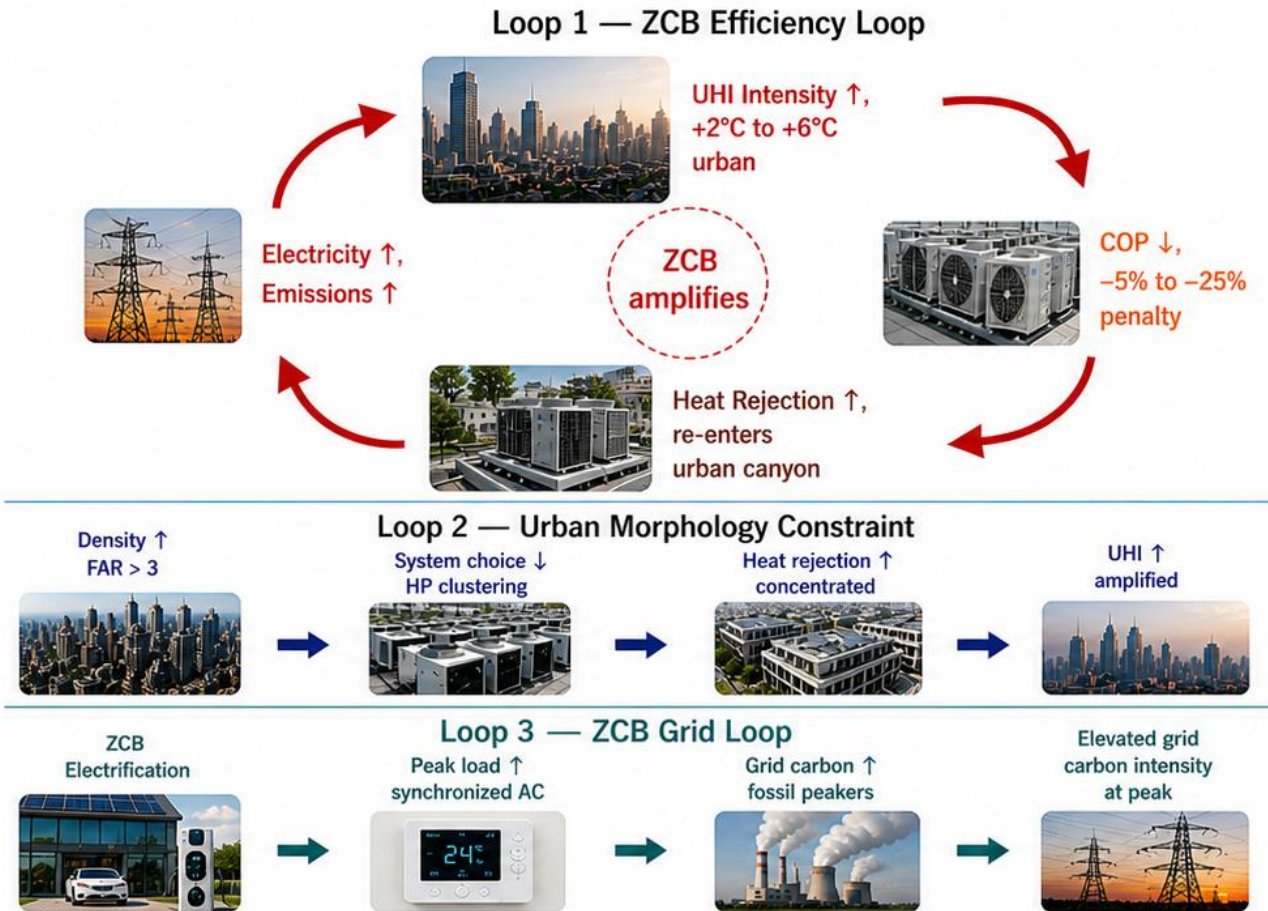 Loop 1 — ZCB Efficiency Loop
UHI Intensity ↑,
+2°C to +6°C
urban
Electricity ↑,
Emissions ↑
ZCB
amplifies
COP ↓,
–5% to –25%
penalty
Heat Rejection ↑,
re-enters
urban canyon
Loop 2 — Urban Morphology Constraint
Density ↑
FAR > 3
System choice ↓
HP clustering
Heat rejection ↑
concentrated
UHI ↑
amplified
Loop 3 — ZCB Grid Loop
ZCB
Electrification
Peak load ↑
synchronized AC
Grid carbon ↑
fossil peakers
Elevated grid
carbon intensity
at peak
24°C